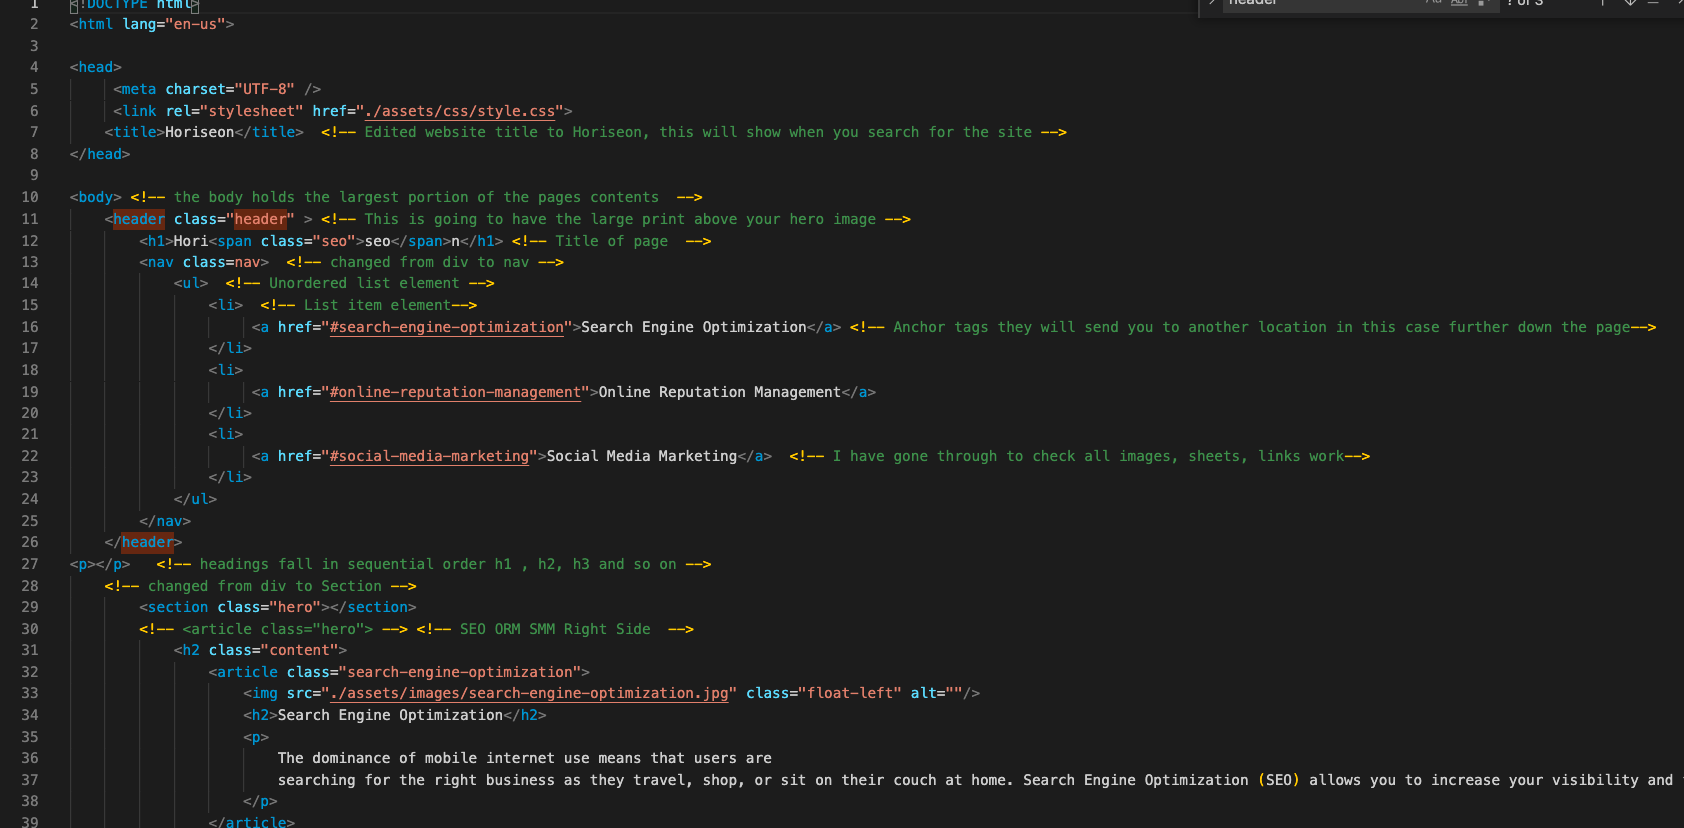 header Aa Abl ? of 3
1 <!DOCTYPE html>
2 <html lang="en-us">
3
4 <head>
5 <meta charset="UTF-8" />
6 <link rel="stylesheet" href="./assets/css/style.css">
7 <title>Horiseon</title> <!-- Edited website title to Horiseon, this will show when you search for the site -->
8 </head>
9
10 <body> <!-- the body holds the largest portion of the pages contents -->
11 <header class="header" > <!-- This is going to have the large print above your hero image -->
12 <h1>Hori<span class="seo">seo</span>n</h1> <!-- Title of page -->
13 <nav class=nav> <!-- changed from div to nav -->
14 <ul> <!-- Unordered list element -->
15 <li> <!-- List item element-->
16 <a href="#search-engine-optimization">Search Engine Optimization</a> <!-- Anchor tags they will send you to another location in this case further down the page-->
17 </li>
18 <li>
19 <a href="#online-reputation-management">Online Reputation Management</a>
20 </li>
21 <li>
22 <a href="#social-media-marketing">Social Media Marketing</a> <!-- I have gone through to check all images, sheets, links work-->
23 </li>
24 </ul>
25 </nav>
26 </header>
27 <p></p> <!-- headings fall in sequential order h1 , h2, h3 and so on -->
28 <!-- changed from div to Section -->
29 <section class="hero"></section>
30 <!-- <article class="hero"> --> <!-- SEO ORM SMM Right Side -->
31 <h2 class="content">
32 <article class="search-engine-optimization">
33 <img src="./assets/images/search-engine-optimization.jpg" class="float-left" alt=""/>
34 <h2>Search Engine Optimization</h2>
35 <p>
36 The dominance of mobile internet use means that users are
37 searching for the right business as they travel, shop, or sit on their couch at home. Search Engine Optimization (SEO) allows you to increase your visibility and
38 </p>
39 </article>